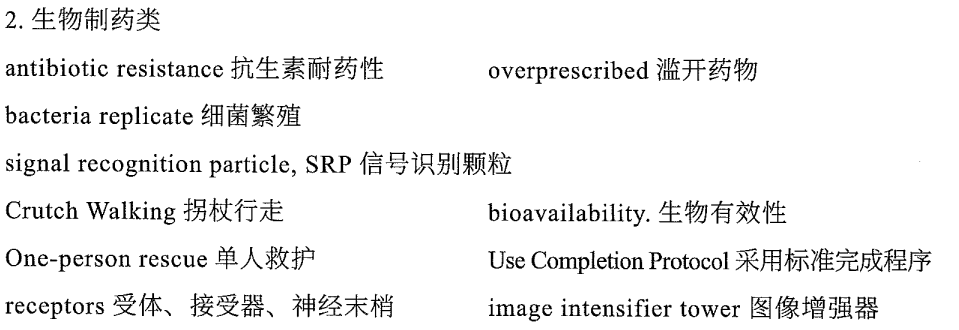 2. 生物制药类
antibiotic resistance 抗生素耐药性 overprescribed 滥开药物
bacteria replicate 细菌繁殖
signal recognition particle, SRP 信号识别颗粒
Crutch Walking 拐杖行走 bioavailability. 生物有效性
One-person rescue 单人救护 Use Completion Protocol 采用标准完成程序
receptors 受体、接受器、神经末梢 image intensifier tower 图像增强器